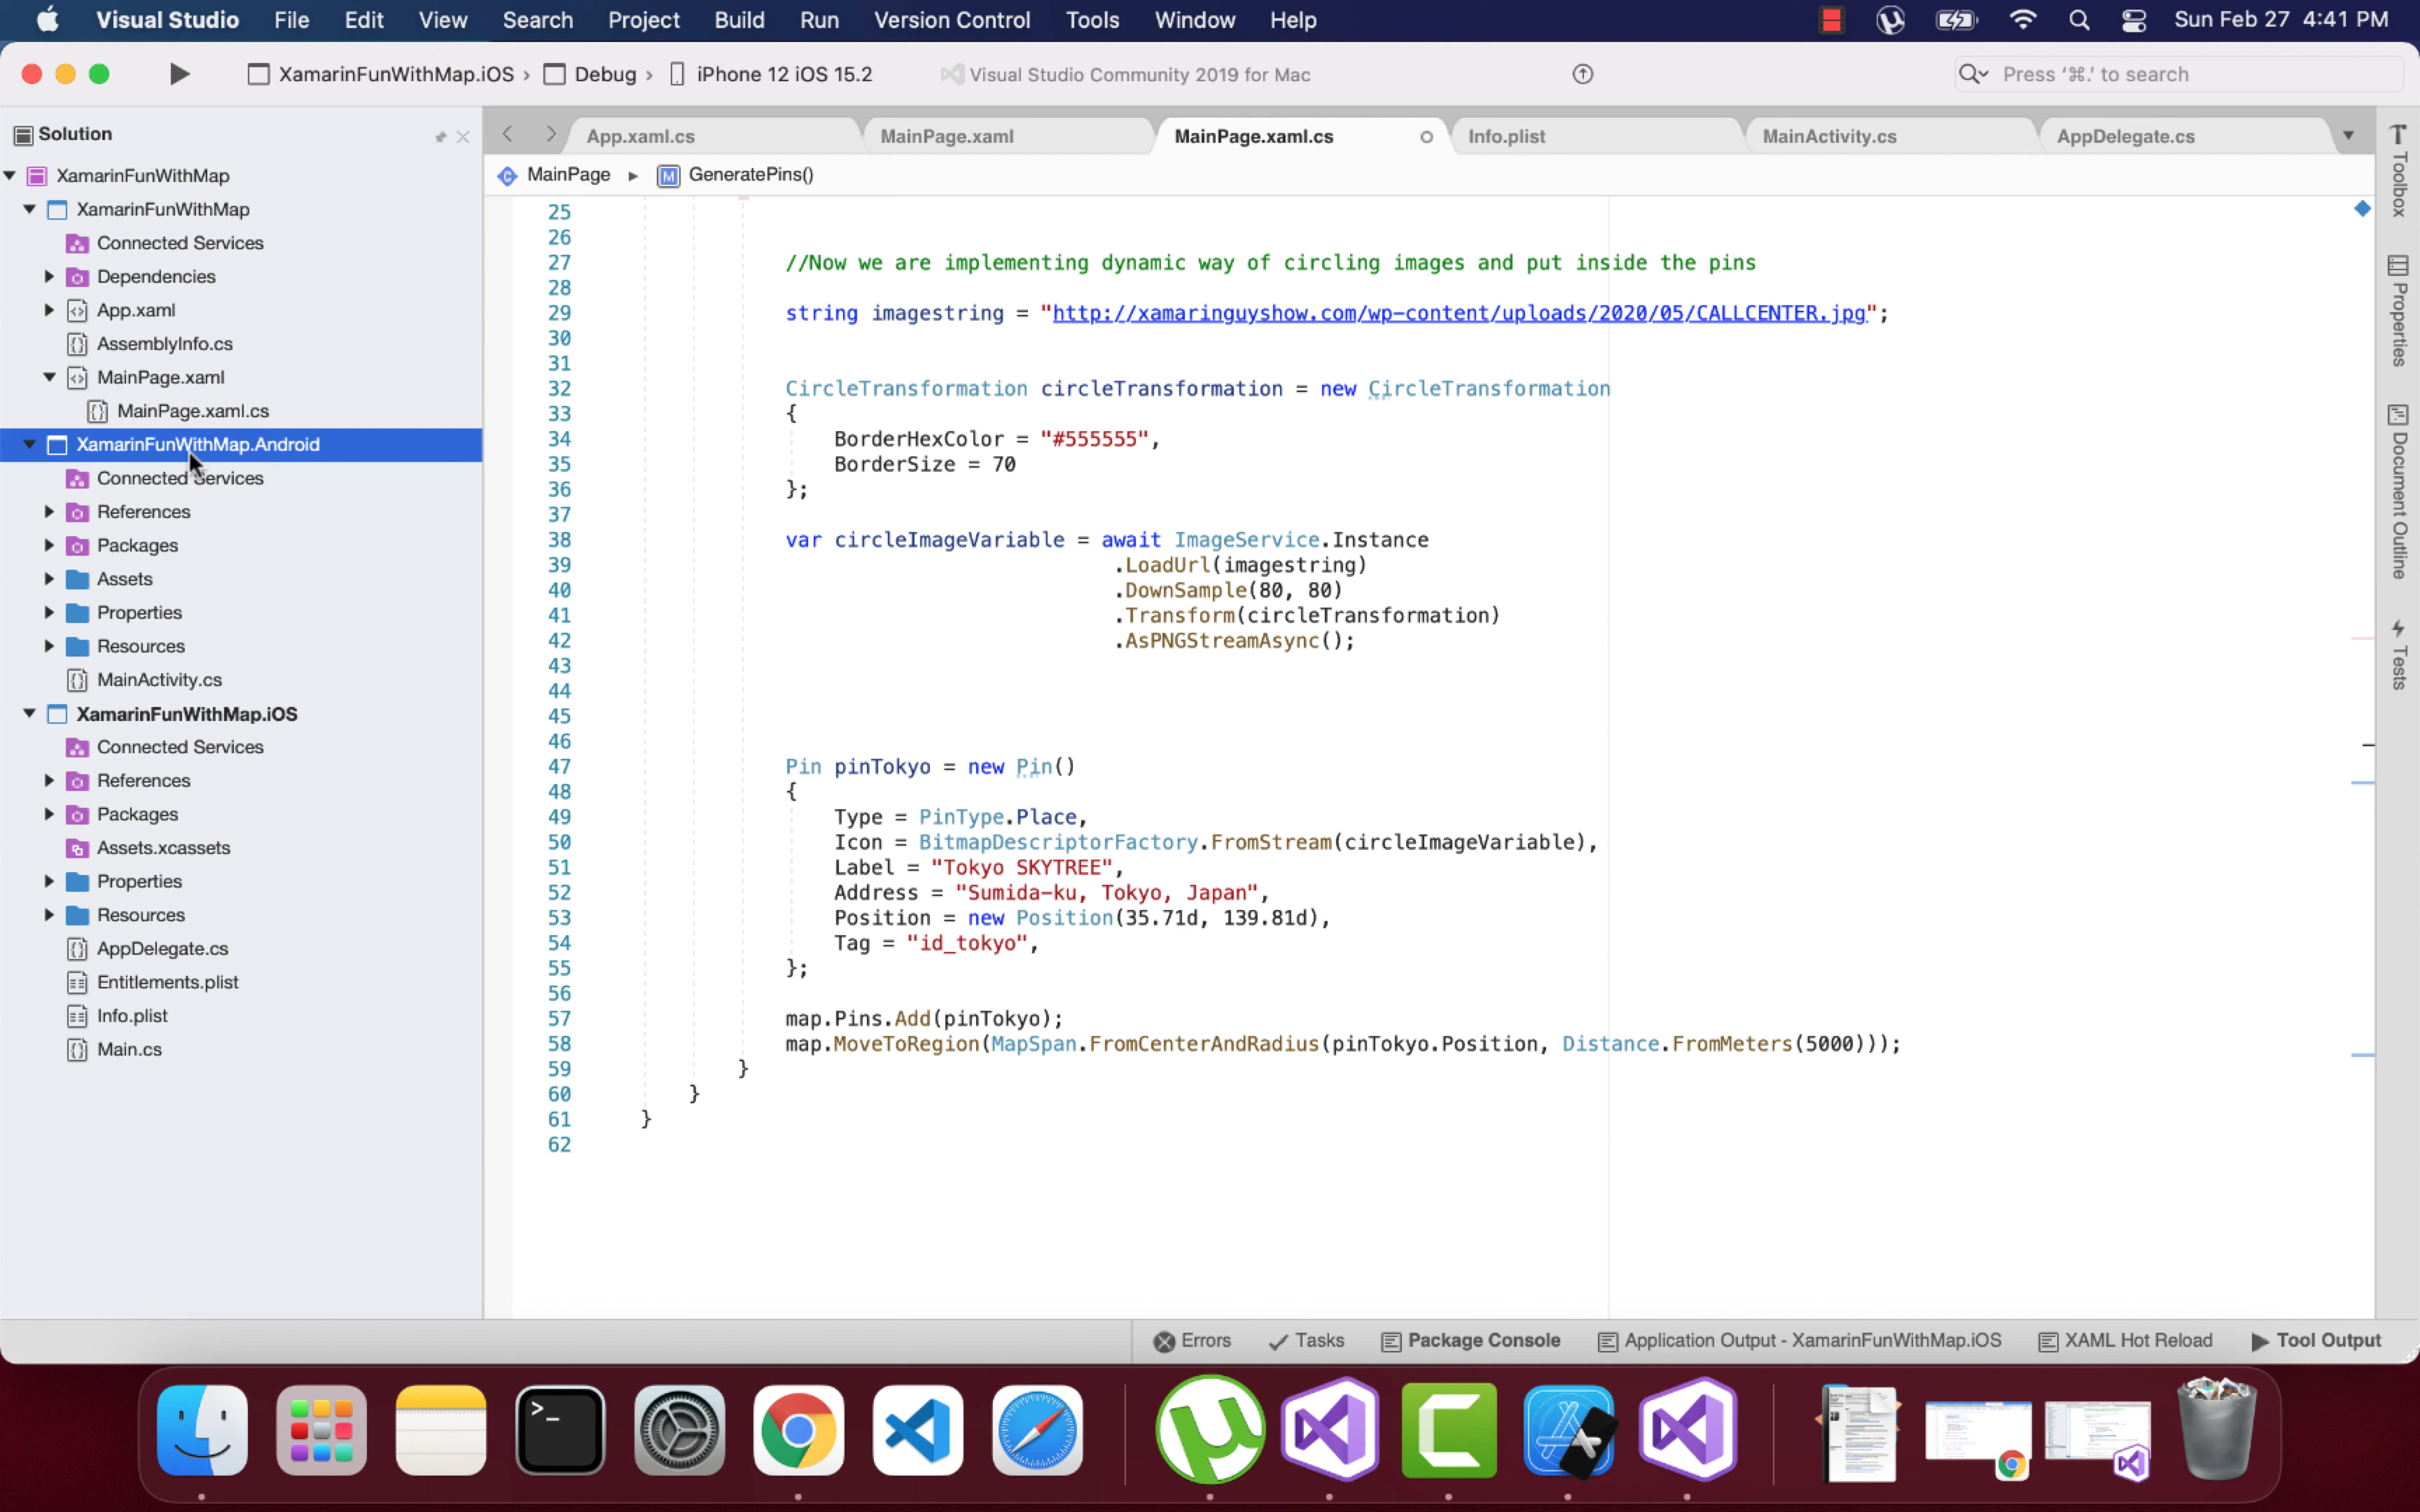 Visual Studio File Edit View Search Project Build Run Version Control Tools Window Help Sun Feb 27 4:41 PM
XamarinFunWithMap.iOS › Debug › iPhone 12 iOS 15.2 Visual Studio Community 2019 for Mac Press '⌘.' to search
Solution
XamarinFunWithMap
XamarinFunWithMap
Connected Services
Dependencies
App.xaml
AssemblyInfo.cs
MainPage.xaml
MainPage.xaml.cs
XamarinFunWithMap.Android
Connected Services
References
Packages
Assets
Properties
Resources
MainActivity.cs
XamarinFunWithMap.iOS
Connected Services
References
Packages
Assets.xcassets
Properties
Resources
AppDelegate.cs
Entitlements.plist
Info.plist
Main.cs
App.xaml.cs MainPage.xaml MainPage.xaml.cs Info.plist MainActivity.cs AppDelegate.cs
MainPage ▸ M GeneratePins()
25
26
27 //Now we are implementing dynamic way of circling images and put inside the pins
28
29 string imagestring = "http://xamaringuyshow.com/wp-content/uploads/2020/05/CALLCENTER.jpg";
30
31
32 CircleTransformation circleTransformation = new CircleTransformation
33 {
34 BorderHexColor = "#555555",
35 BorderSize = 70
36 };
37
38 var circleImageVariable = await ImageService.Instance
39 .LoadUrl(imagestring)
40 .DownSample(80, 80)
41 .Transform(circleTransformation)
42 .AsPNGStreamAsync();
43
44
45
46
47 Pin pinTokyo = new Pin()
48 {
49 Type = PinType.Place,
50 Icon = BitmapDescriptorFactory.FromStream(circleImageVariable),
51 Label = "Tokyo SKYTREE",
52 Address = "Sumida-ku, Tokyo, Japan",
53 Position = new Position(35.71d, 139.81d),
54 Tag = "id_tokyo",
55 };
56
57 map.Pins.Add(pinTokyo);
58 map.MoveToRegion(MapSpan.FromCenterAndRadius(pinTokyo.Position, Distance.FromMeters(5000)));
59 }
60 }
61 }
62
Toolbox
Properties
Document Outline
Tests
Errors Tasks Package Console Application Output - XamarinFunWithMap.iOS XAML Hot Reload Tool Output